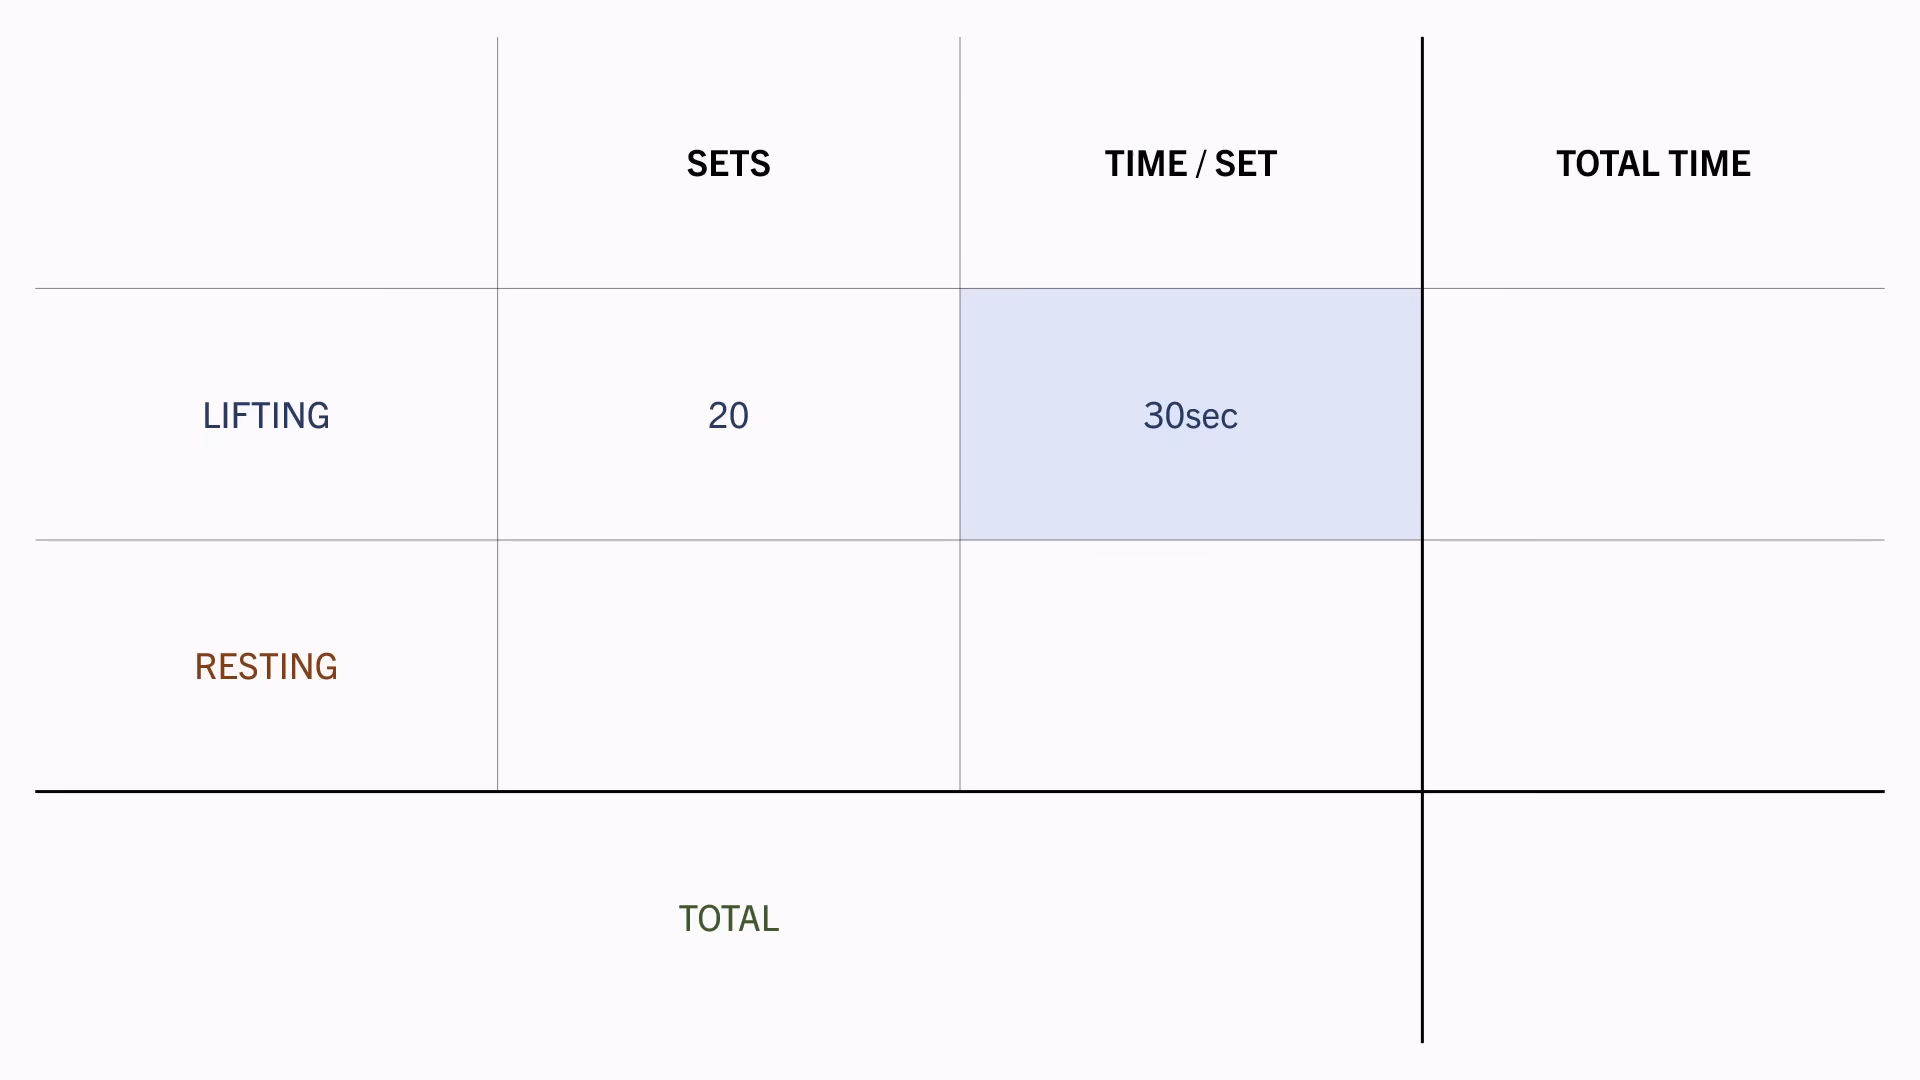 SETS
TIME / SET
TOTAL TIME
LIFTING
20
30sec
RESTING
TOTAL